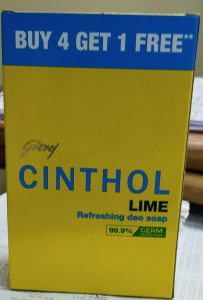 BUY 4 GET 1 FREE**
Godrej
CINTHOL
LIME
Refreshing deo soap
99.9% GERM